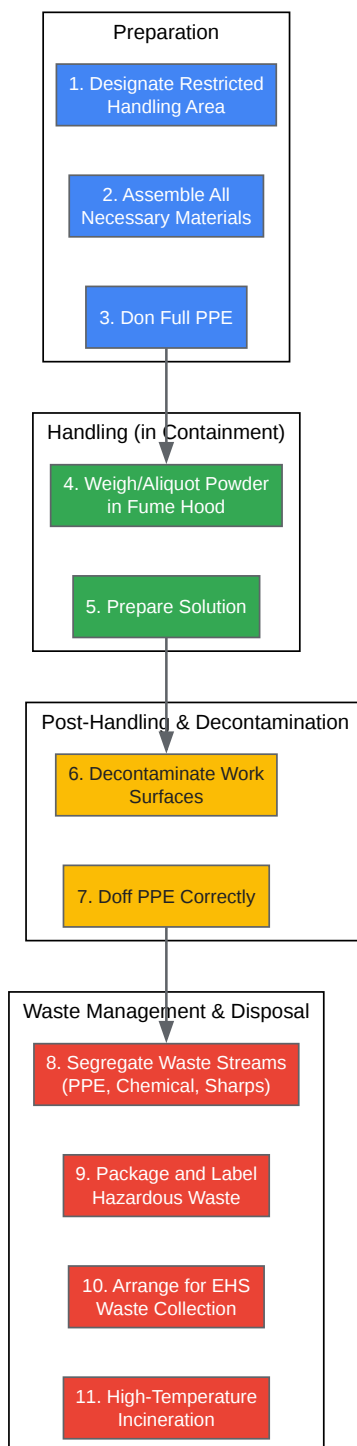 Preparation
1. Designate Restricted
Handling Area
2. Assemble All
Necessary Materials
3. Don Full PPE
Handling (in Containment)
4. Weigh/Aliquot Powder
in Fume Hood
5. Prepare Solution
Post-Handling & Decontamination
6. Decontaminate Work
Surfaces
7. Doff PPE Correctly
Waste Management & Disposal
8. Segregate Waste Streams
(PPE, Chemical, Sharps)
9. Package and Label
Hazardous Waste
10. Arrange for EHS
Waste Collection
11. High-Temperature
Incineration